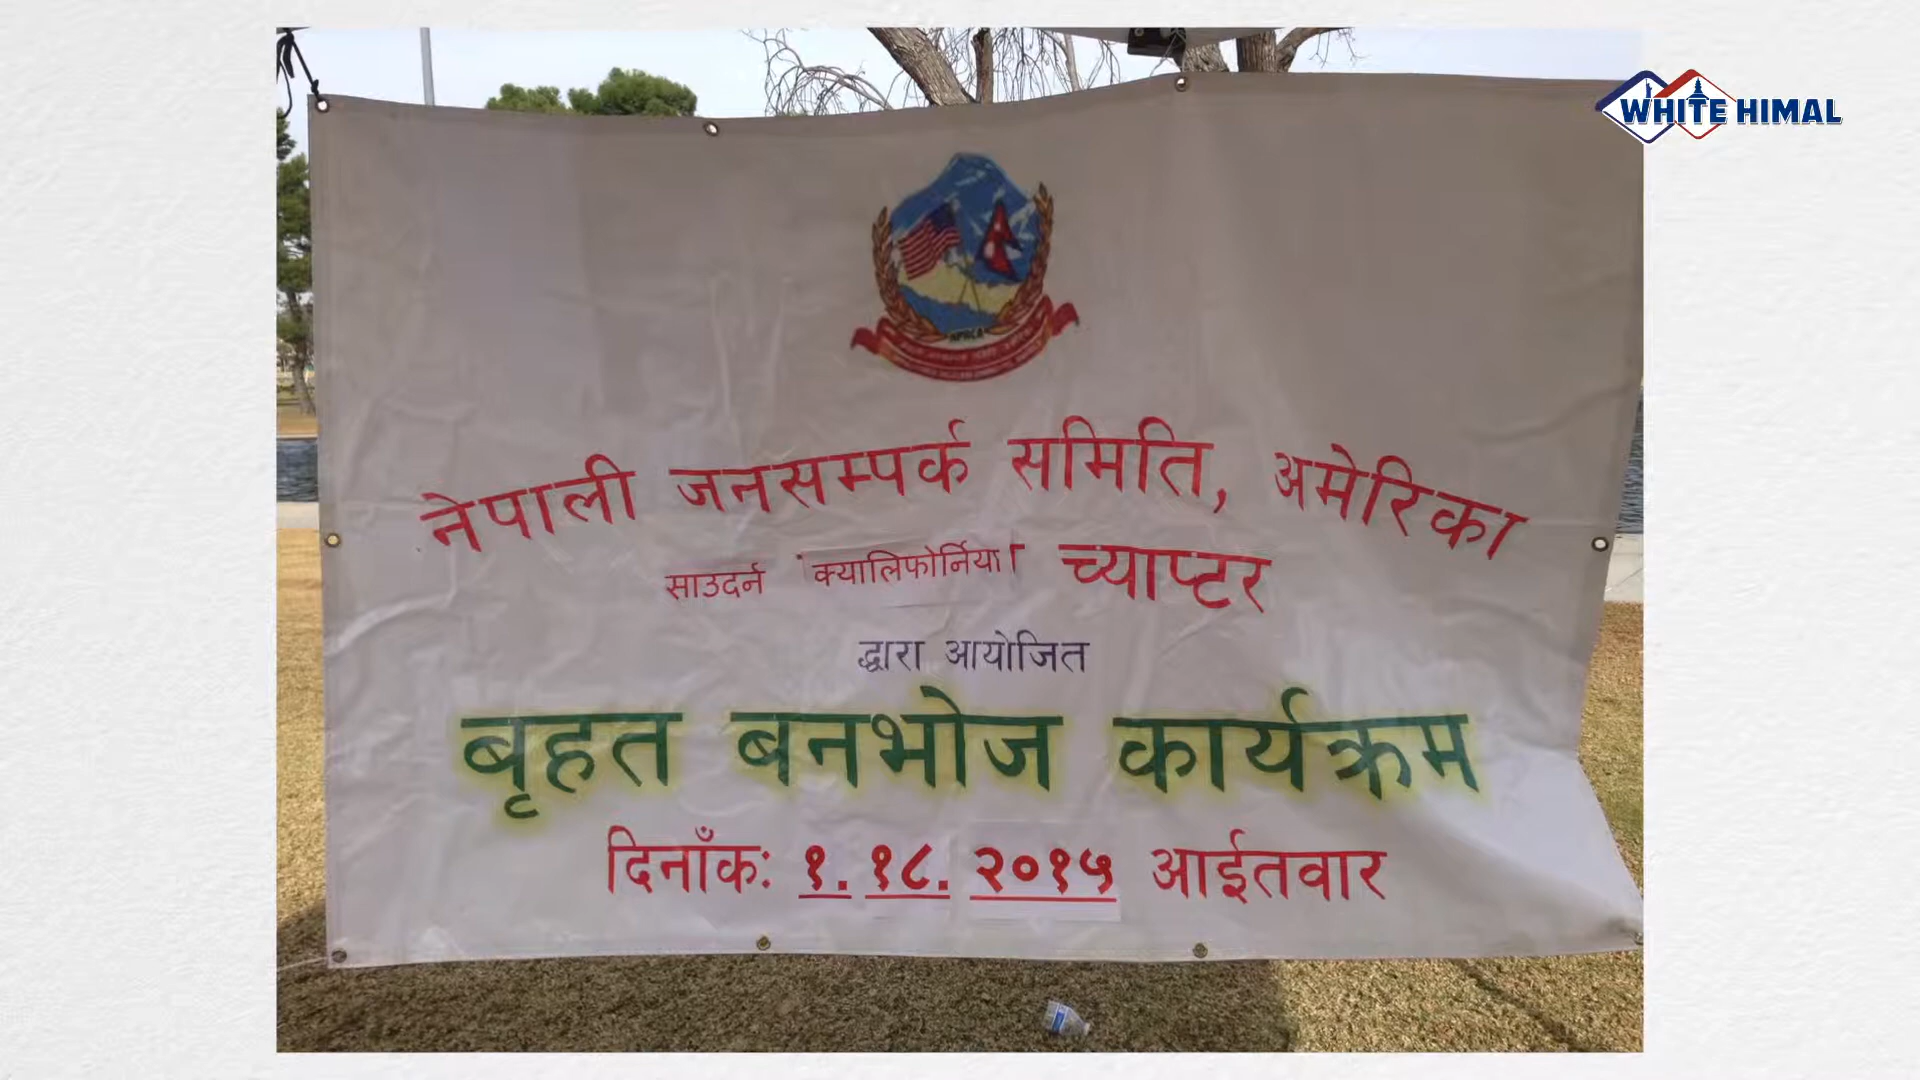 WHITE HIMAL
नेपाली जनसम्पर्क समिति, अमेरिका
साउदर्न क्यालिफोर्निया च्याप्टर
द्धारा आयोजित
बृहत बनभोज कार्यक्रम
दिनाँक: १. १८. २०१५ आईतवार